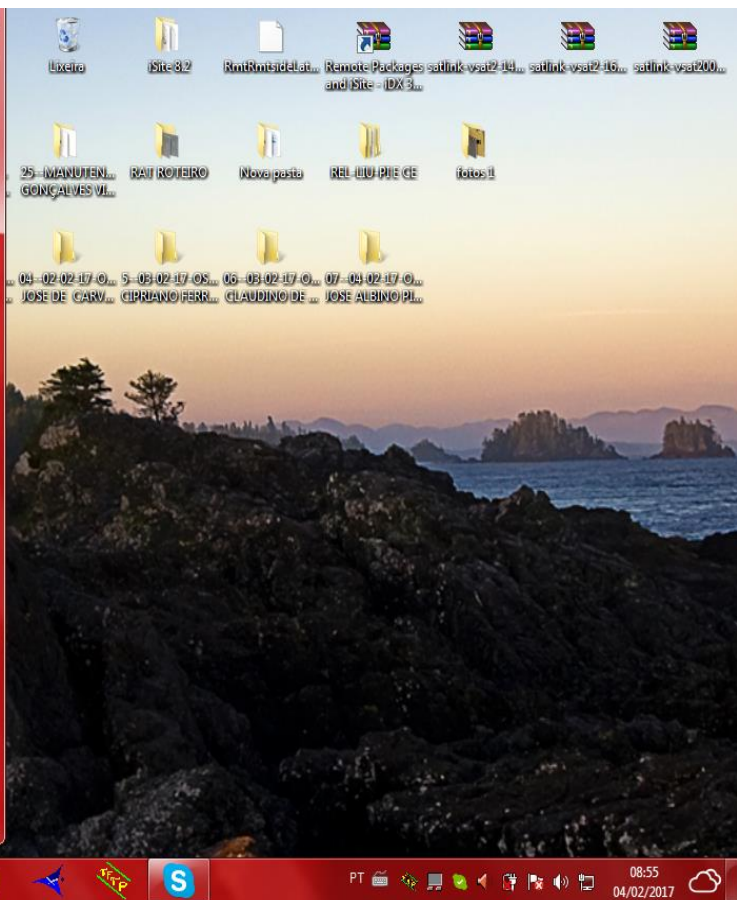 Lixeira
iSite 8.2
RmtRmtsideLat...
Remote Packages
and iSite - iDX 3...
satlink-vsat2-14...
satlink-vsat2-16...
satlink-vsat200...
25--MANUTEN...
GONÇALVES VI...
RAT ROTEIRO
Nova pasta
REL-LIU-PI E CE
fotos 1
04--02-02-17-O...
JOSE DE CARV...
5--03-02-17-OS...
CIPRIANO FERR...
06--03-02-17-O...
CLAUDINO DE ...
07--04-02-17-O...
JOSE ALBINO PI...
PT
08:55
04/02/2017